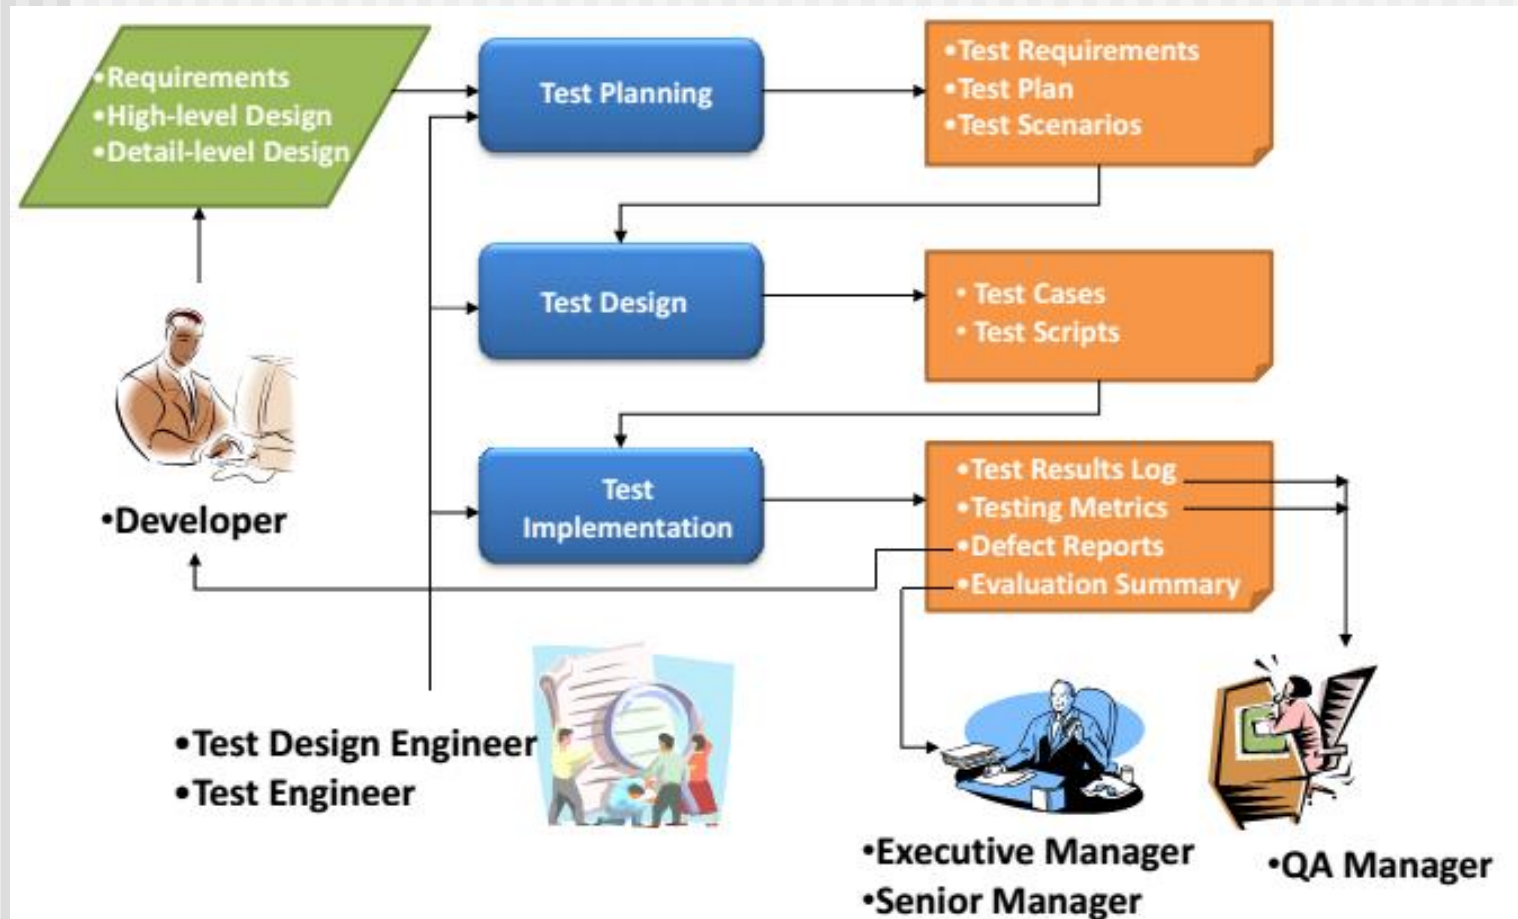 •Requirements
•High-level Design
•Detail-level Design
Test Planning
•Test Requirements
•Test Plan
•Test Scenarios
Test Design
• Test Cases
• Test Scripts
Test
Implementation
•Test Results Log
•Testing Metrics
•Defect Reports
•Evaluation Summary
•Developer
•Test Design Engineer
•Test Engineer
•Executive Manager
•Senior Manager
•QA Manager